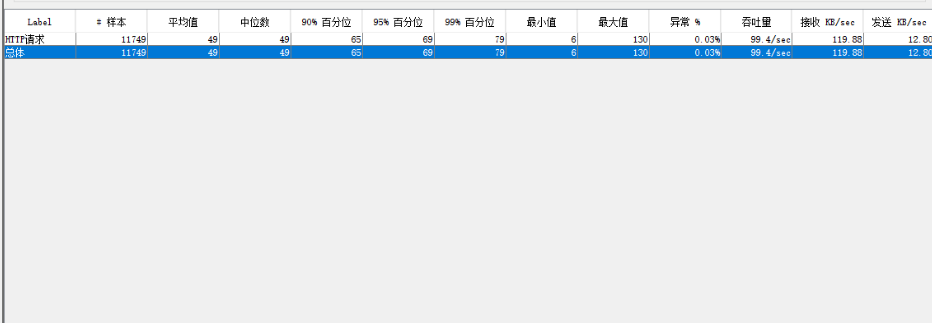 Label # 样本 平均值 中位数 90% 百分位 95% 百分位 99% 百分位 最小值 最大值 异常 % 吞吐量 接收 KB/sec 发送 KB/sec
HTTP请求 11749 49 49 65 69 79 6 130 0.03% 99.4/sec 119.88 12.80
总体 11749 49 49 65 69 79 6 130 0.03% 99.4/sec 119.88 12.80